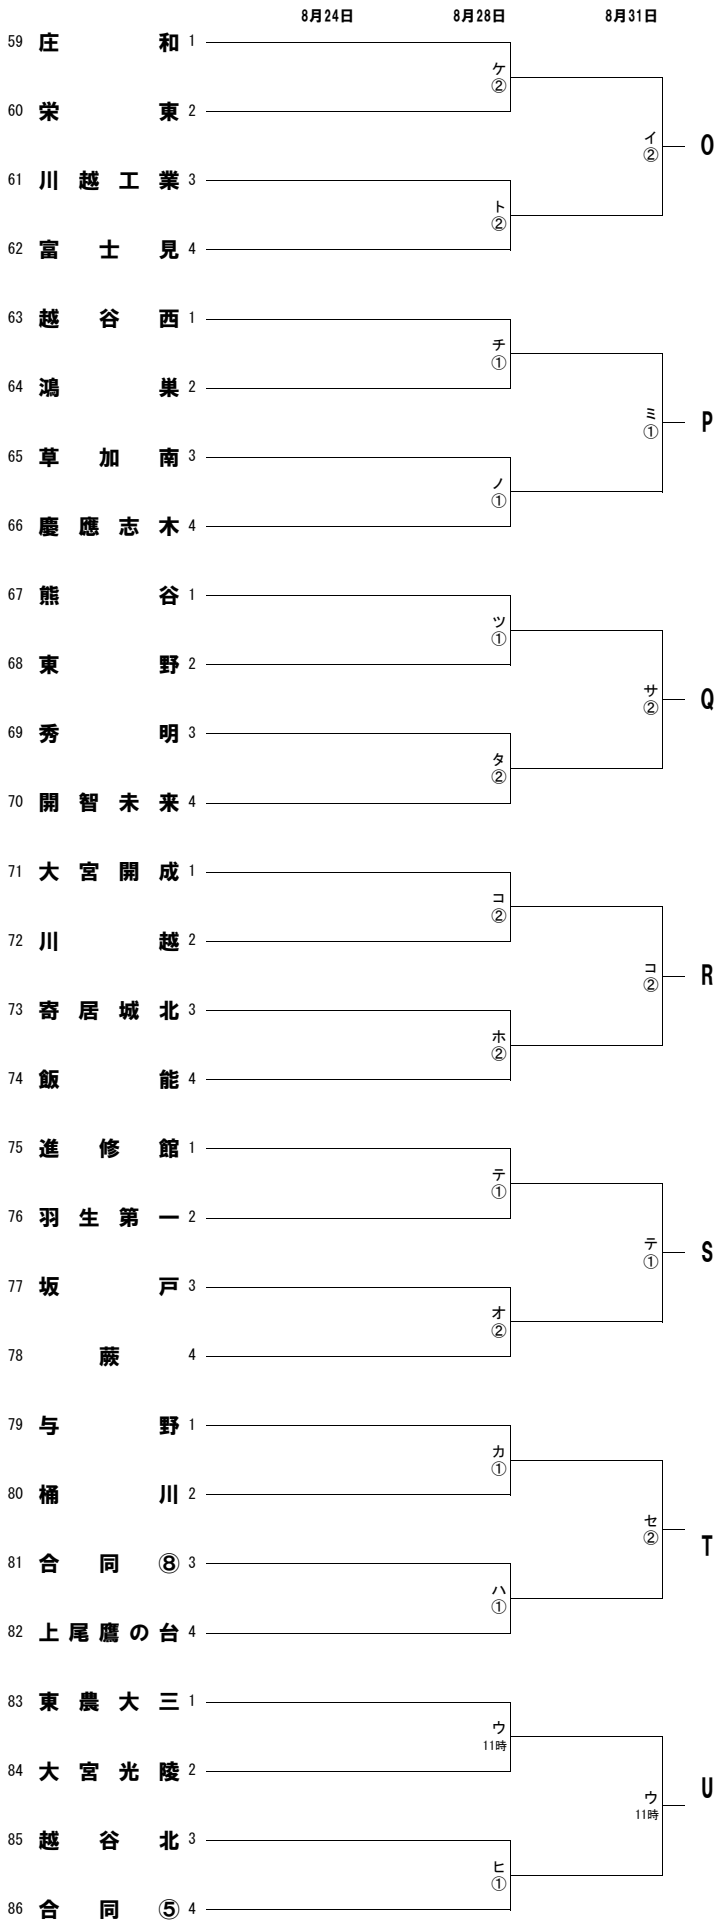 8月24日 8月28日 8月31日
59 庄和 1
ケ
②
60 栄東 2
イ
②
O
61 川越工業 3
ト
②
62 富士見 4
63 越谷西 1
チ
①
64 鴻巣 2
ミ
①
P
65 草加南 3
ノ
①
66 慶應志木 4
67 熊谷 1
ツ
①
68 東野 2
サ
②
Q
69 秀明 3
タ
②
70 開智未来 4
71 大宮開成 1
コ
②
72 川越 2
コ
②
R
73 寄居城北 3
ホ
②
74 飯能 4
75 進修館 1
テ
①
76 羽生第一 2
テ
①
S
77 坂戸 3
オ
②
78 蕨 4
79 与野 1
カ
①
80 桶川 2
セ
②
T
81 合同⑧ 3
ハ
①
82 上尾鷹の台 4
83 東農大三 1
ウ
11時
84 大宮光陵 2
ウ
11時
U
85 越谷北 3
ヒ
①
86 合同⑤ 4